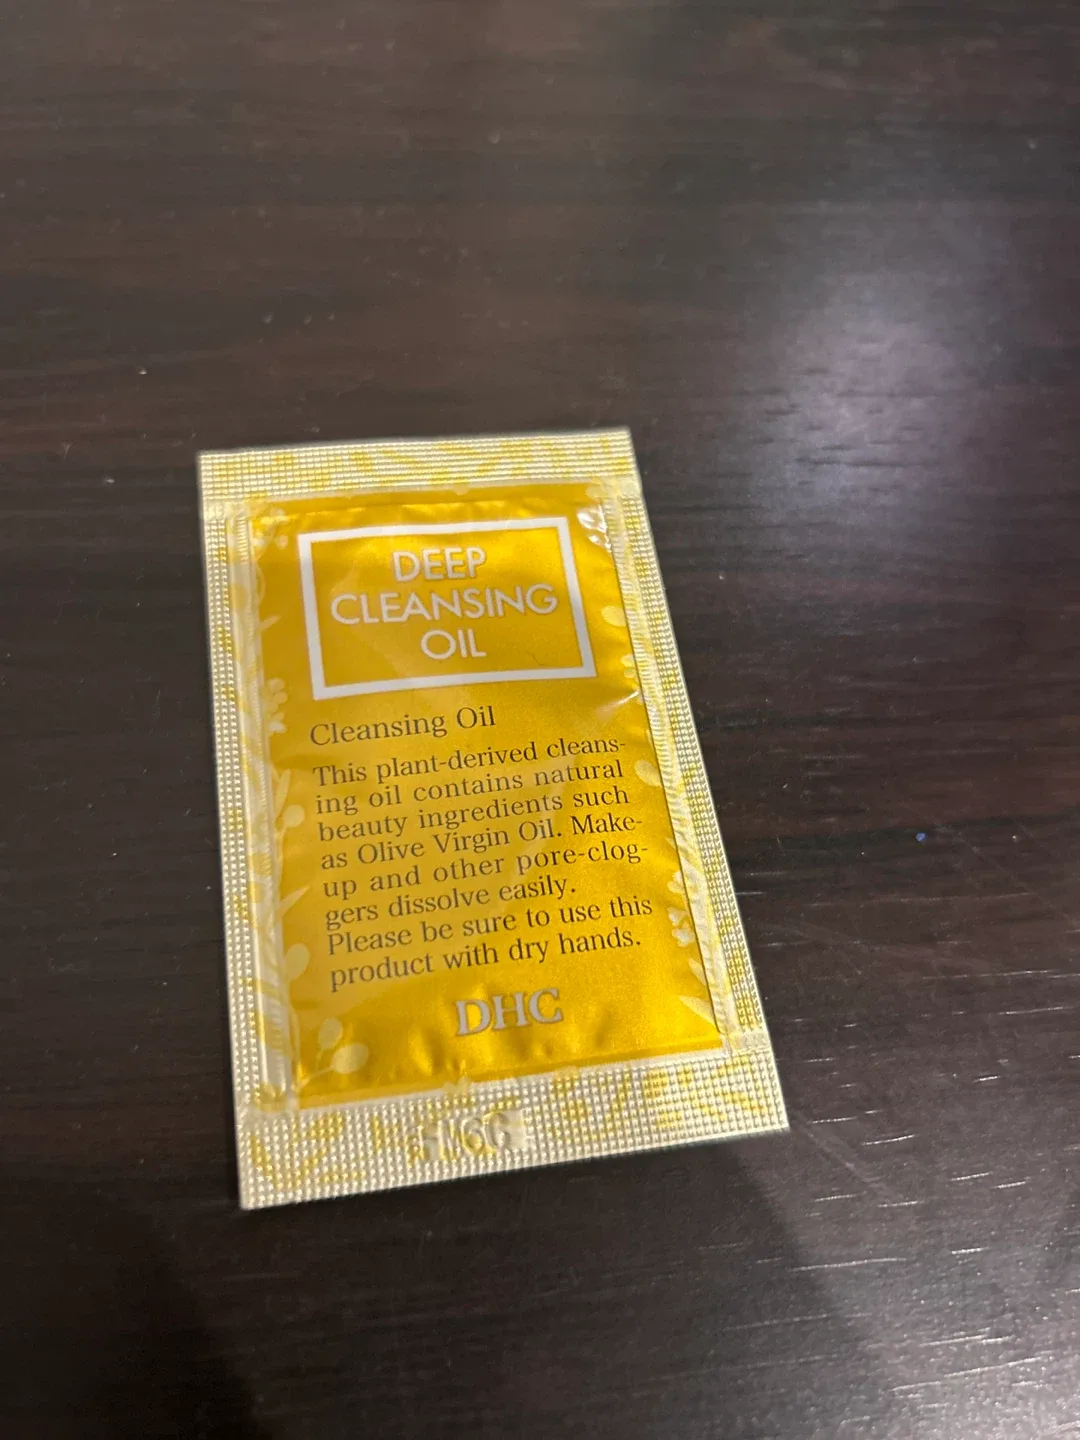 DEEP
CLEANSING
OIL
Cleansing Oil
This plant-derived cleans-
ing oil contains natural
beauty ingredients such
as Olive Virgin Oil. Make-
up and other pore-clog-
gers dissolve easily.
Please be sure to use this
product with dry hands.
DHC